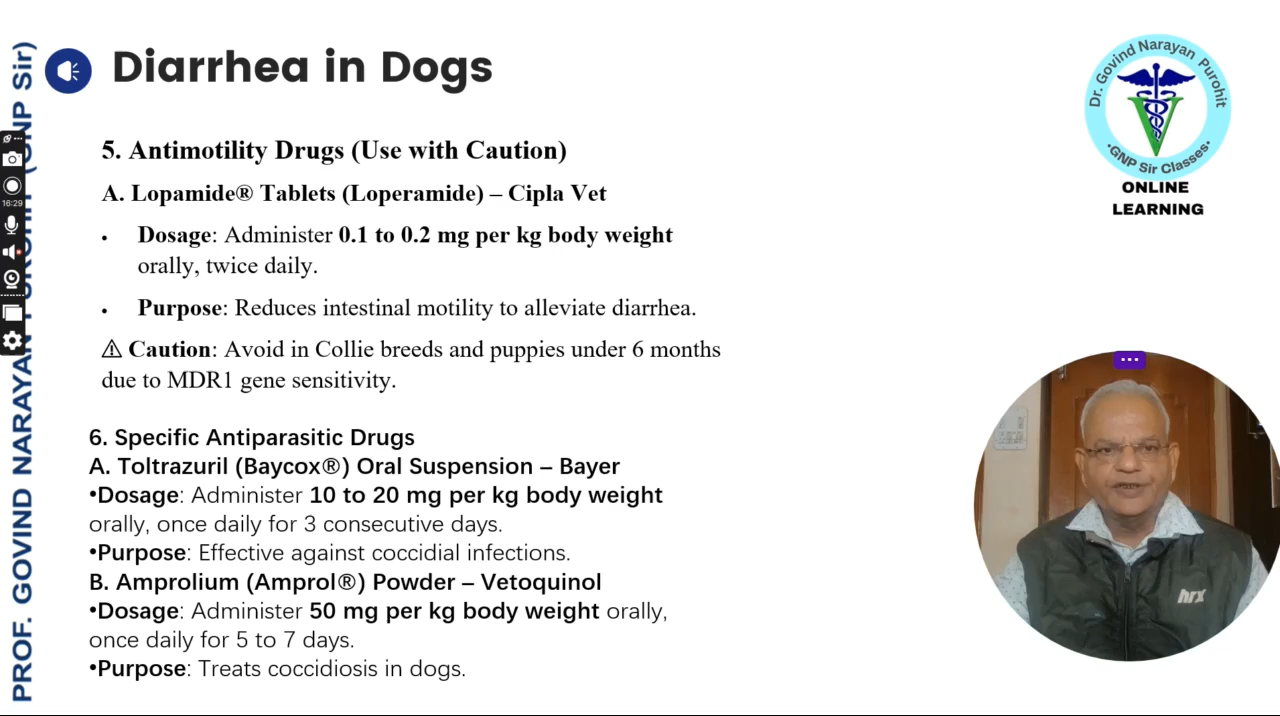 Diarrhea in Dogs
5. Antimotility Drugs (Use with Caution)
A. Lopamide® Tablets (Loperamide) – Cipla Vet
• Dosage: Administer 0.1 to 0.2 mg per kg body weight
orally, twice daily.
• Purpose: Reduces intestinal motility to alleviate diarrhea.
⚠ Caution: Avoid in Collie breeds and puppies under 6 months
due to MDR1 gene sensitivity.
6. Specific Antiparasitic Drugs
A. Toltrazuril (Baycox®) Oral Suspension – Bayer
•Dosage: Administer 10 to 20 mg per kg body weight
orally, once daily for 3 consecutive days.
•Purpose: Effective against coccidial infections.
B. Amprolium (Amprol®) Powder – Vetoquinol
•Dosage: Administer 50 mg per kg body weight orally,
once daily for 5 to 7 days.
•Purpose: Treats coccidiosis in dogs.
PROF. GOVIND NARAYAN PUROHIT (GNP Sir)
16:29
Dr. Govind Narayan Purohit
•GNP Sir Classes•
V
ONLINE
LEARNING
hrx